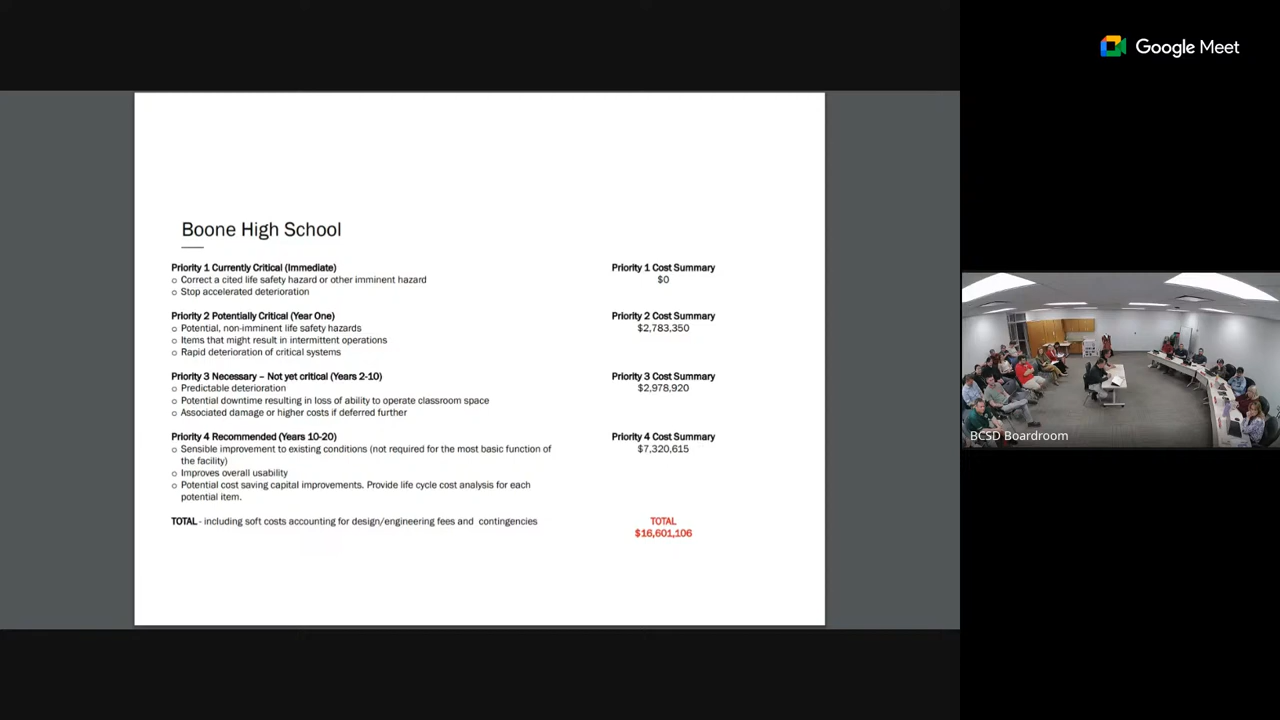 Google Meet
Boone High School
Priority 1 Currently Critical (Immediate)
o Correct a cited life safety hazard or other imminent hazard
o Stop accelerated deterioration
Priority 1 Cost Summary
$0
Priority 2 Potentially Critical (Year One)
o Potential, non-imminent life safety hazards
o Items that might result in intermittent operations
o Rapid deterioration of critical systems
Priority 2 Cost Summary
$2,783,350
Priority 3 Necessary – Not yet critical (Years 2-10)
o Predictable deterioration
o Potential downtime resulting in loss of ability to operate classroom space
o Associated damage or higher costs if deferred further
Priority 3 Cost Summary
$2,978,920
Priority 4 Recommended (Years 10-20)
o Sensible improvement to existing conditions (not required for the most basic function of
the facility)
o Improves overall usability
o Potential cost saving capital improvements. Provide life cycle cost analysis for each
potential item.
Priority 4 Cost Summary
$7,320,615
TOTAL - including soft costs accounting for design/engineering fees and contingencies
TOTAL
$16,601,106
BCSD Boardroom